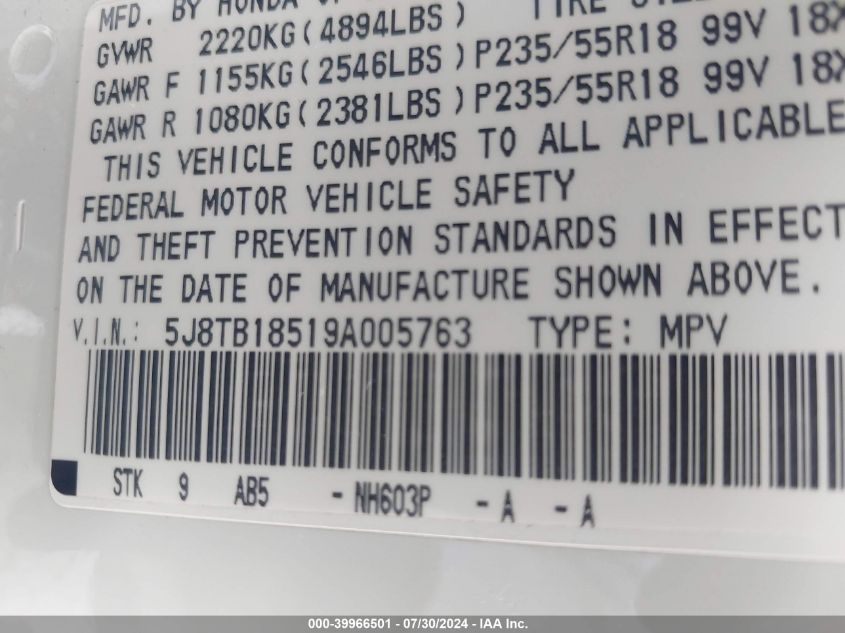 MFD. BY HONDA OF
TIRE SIZE
GVWR 2220KG(4894LBS)
GAWR F 1155KG(2546LBS)P235/55R18 99V 18X
GAWR R 1080KG(2381LBS)P235/55R18 99V 18X
THIS VEHICLE CONFORMS TO ALL APPLICABLE
FEDERAL MOTOR VEHICLE SAFETY
AND THEFT PREVENTION STANDARDS IN EFFECT
ON THE DATE OF MANUFACTURE SHOWN ABOVE.
V.I.N.: 5J8TB18519A005763 TYPE: MPV
STK 9 AB5 - NH603P - A - A
000-39966501 - 07/30/2024 - IAA Inc.